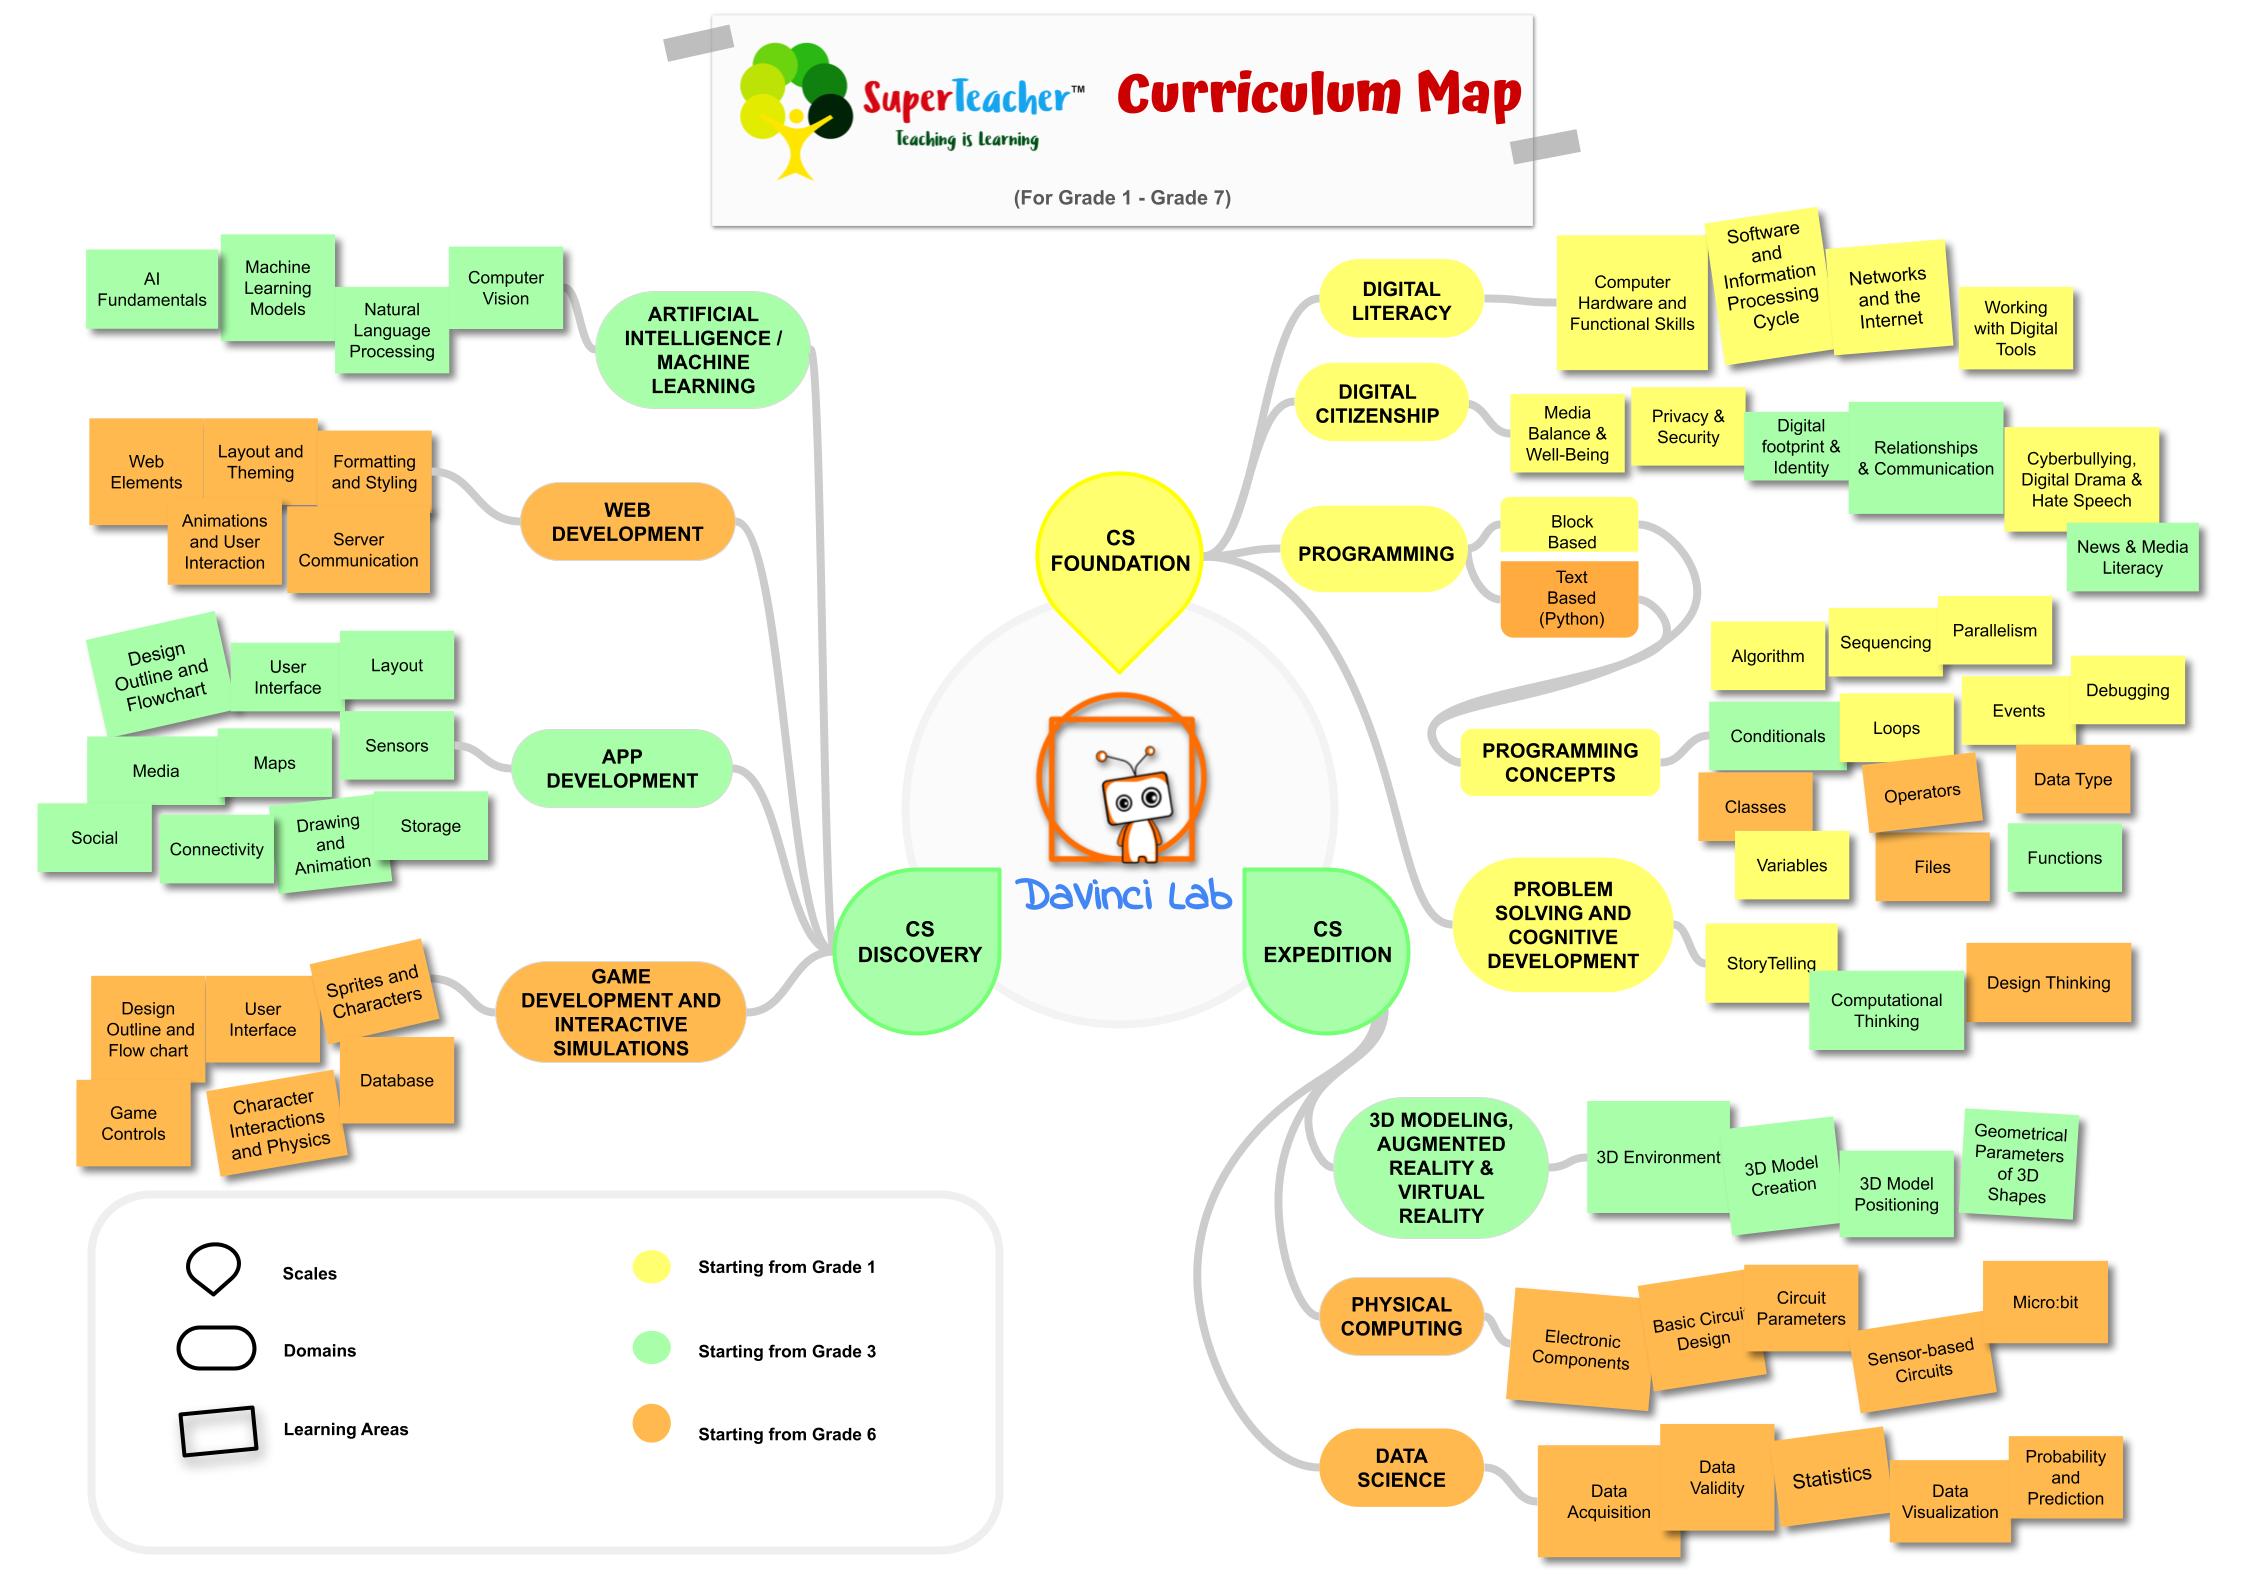 SuperTeacher™
Teaching is Learning
Curriculum Map
(For Grade 1 - Grade 7)
AI
Fundamentals
Machine
Learning
Models
Natural
Language
Processing
Computer
Vision
ARTIFICIAL
INTELLIGENCE /
MACHINE
LEARNING
Web
Elements
Layout and
Theming
Formatting
and Styling
Animations
and User
Interaction
Server
Communication
WEB
DEVELOPMENT
Design
Outline and
Flowchart
User
Interface
Layout
Media
Maps
Sensors
Social
Connectivity
Drawing
and
Animation
Storage
APP
DEVELOPMENT
Design
Outline and
Flow chart
User
Interface
Sprites and
Characters
Game
Controls
Character
Interactions
and Physics
Database
GAME
DEVELOPMENT AND
INTERACTIVE
SIMULATIONS
CS
FOUNDATION
DaVinci Lab
CS
DISCOVERY
CS
EXPEDITION
DIGITAL
LITERACY
Computer
Hardware and
Functional Skills
Software
and
Information
Processing
Cycle
Networks
and the
Internet
Working
with Digital
Tools
DIGITAL
CITIZENSHIP
Media
Balance &
Well-Being
Privacy &
Security
Digital
footprint &
Identity
Relationships
& Communication
Cyberbullying,
Digital Drama &
Hate Speech
News & Media
Literacy
PROGRAMMING
Block
Based
Text
Based
(Python)
PROGRAMMING
CONCEPTS
Algorithm
Sequencing
Parallelism
Debugging
Conditionals
Loops
Events
Classes
Operators
Data Type
Variables
Files
Functions
PROBLEM
SOLVING AND
COGNITIVE
DEVELOPMENT
StoryTelling
Computational
Thinking
Design Thinking
3D MODELING,
AUGMENTED
REALITY &
VIRTUAL
REALITY
3D Environment
3D Model
Creation
3D Model
Positioning
Geometrical
Parameters
of 3D
Shapes
PHYSICAL
COMPUTING
Electronic
Components
Basic Circui
Design
Circuit
Parameters
Sensor-based
Circuits
Micro:bit
DATA
SCIENCE
Data
Acquisition
Data
Validity
Statistics
Data
Visualization
Probability
and
Prediction
Scales
Domains
Learning Areas
Starting from Grade 1
Starting from Grade 3
Starting from Grade 6